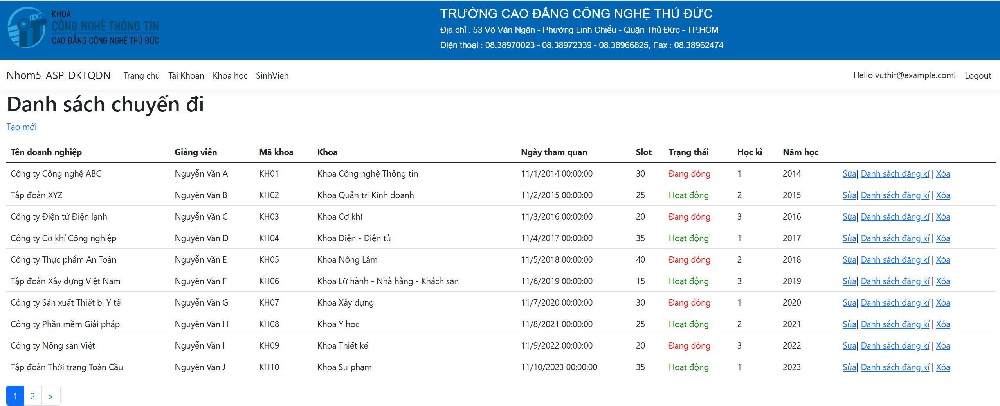 TDC
iT
KHOA
CÔNG NGHỆ THÔNG TIN
CAO ĐẲNG CÔNG NGHỆ THỦ ĐỨC
TRƯỜNG CAO ĐẲNG CÔNG NGHỆ THỦ ĐỨC
Địa chỉ : 53 Võ Văn Ngân - Phường Linh Chiểu - Quận Thủ Đức - TP.HCM
Điện thoại : 08.38970023 - 08.38972339 - 08.38966825, Fax : 08.38962474
Nhom5_ASP_DKTQDN Trang chủ Tài Khoản Khóa học SinhVien Hello vuthif@example.com! Logout
Danh sách chuyến đi
Tạo mới
Tên doanh nghiệp Giảng viên Mã khoa Khoa Ngày tham quan Slot Trạng thái Học kì Năm học
Công ty Công nghệ ABC Nguyễn Văn A KH01 Khoa Công nghệ Thông tin 11/1/2014 00:00:00 30 Đang đóng 1 2014 Sửa| Danh sách đăng kí | Xóa
Tập đoàn XYZ Nguyễn Văn B KH02 Khoa Quản trị Kinh doanh 11/2/2015 00:00:00 25 Hoạt động 2 2015 Sửa| Danh sách đăng kí | Xóa
Công ty Điện tử Điện lạnh Nguyễn Văn C KH03 Khoa Cơ khí 11/3/2016 00:00:00 20 Đang đóng 3 2016 Sửa| Danh sách đăng kí | Xóa
Công ty Cơ khí Công nghiệp Nguyễn Văn D KH04 Khoa Điện - Điện tử 11/4/2017 00:00:00 35 Hoạt động 1 2017 Sửa| Danh sách đăng kí | Xóa
Công ty Thực phẩm An Toàn Nguyễn Văn E KH05 Khoa Nông Lâm 11/5/2018 00:00:00 40 Đang đóng 2 2018 Sửa| Danh sách đăng kí | Xóa
Tập đoàn Xây dựng Việt Nam Nguyễn Văn F KH06 Khoa Lữ hành - Nhà hàng - Khách sạn 11/6/2019 00:00:00 15 Hoạt động 3 2019 Sửa| Danh sách đăng kí | Xóa
Công ty Sản xuất Thiết bị Y tế Nguyễn Văn G KH07 Khoa Xây dựng 11/7/2020 00:00:00 30 Đang đóng 1 2020 Sửa| Danh sách đăng kí | Xóa
Công ty Phần mềm Giải pháp Nguyễn Văn H KH08 Khoa Y học 11/8/2021 00:00:00 25 Hoạt động 2 2021 Sửa| Danh sách đăng kí | Xóa
Công ty Nông sản Việt Nguyễn Văn I KH09 Khoa Thiết kế 11/9/2022 00:00:00 20 Đang đóng 3 2022 Sửa| Danh sách đăng kí | Xóa
Tập đoàn Thời trang Toàn Cầu Nguyễn Văn J KH10 Khoa Sư phạm 11/10/2023 00:00:00 35 Hoạt động 1 2023 Sửa| Danh sách đăng kí | Xóa
1 2 >